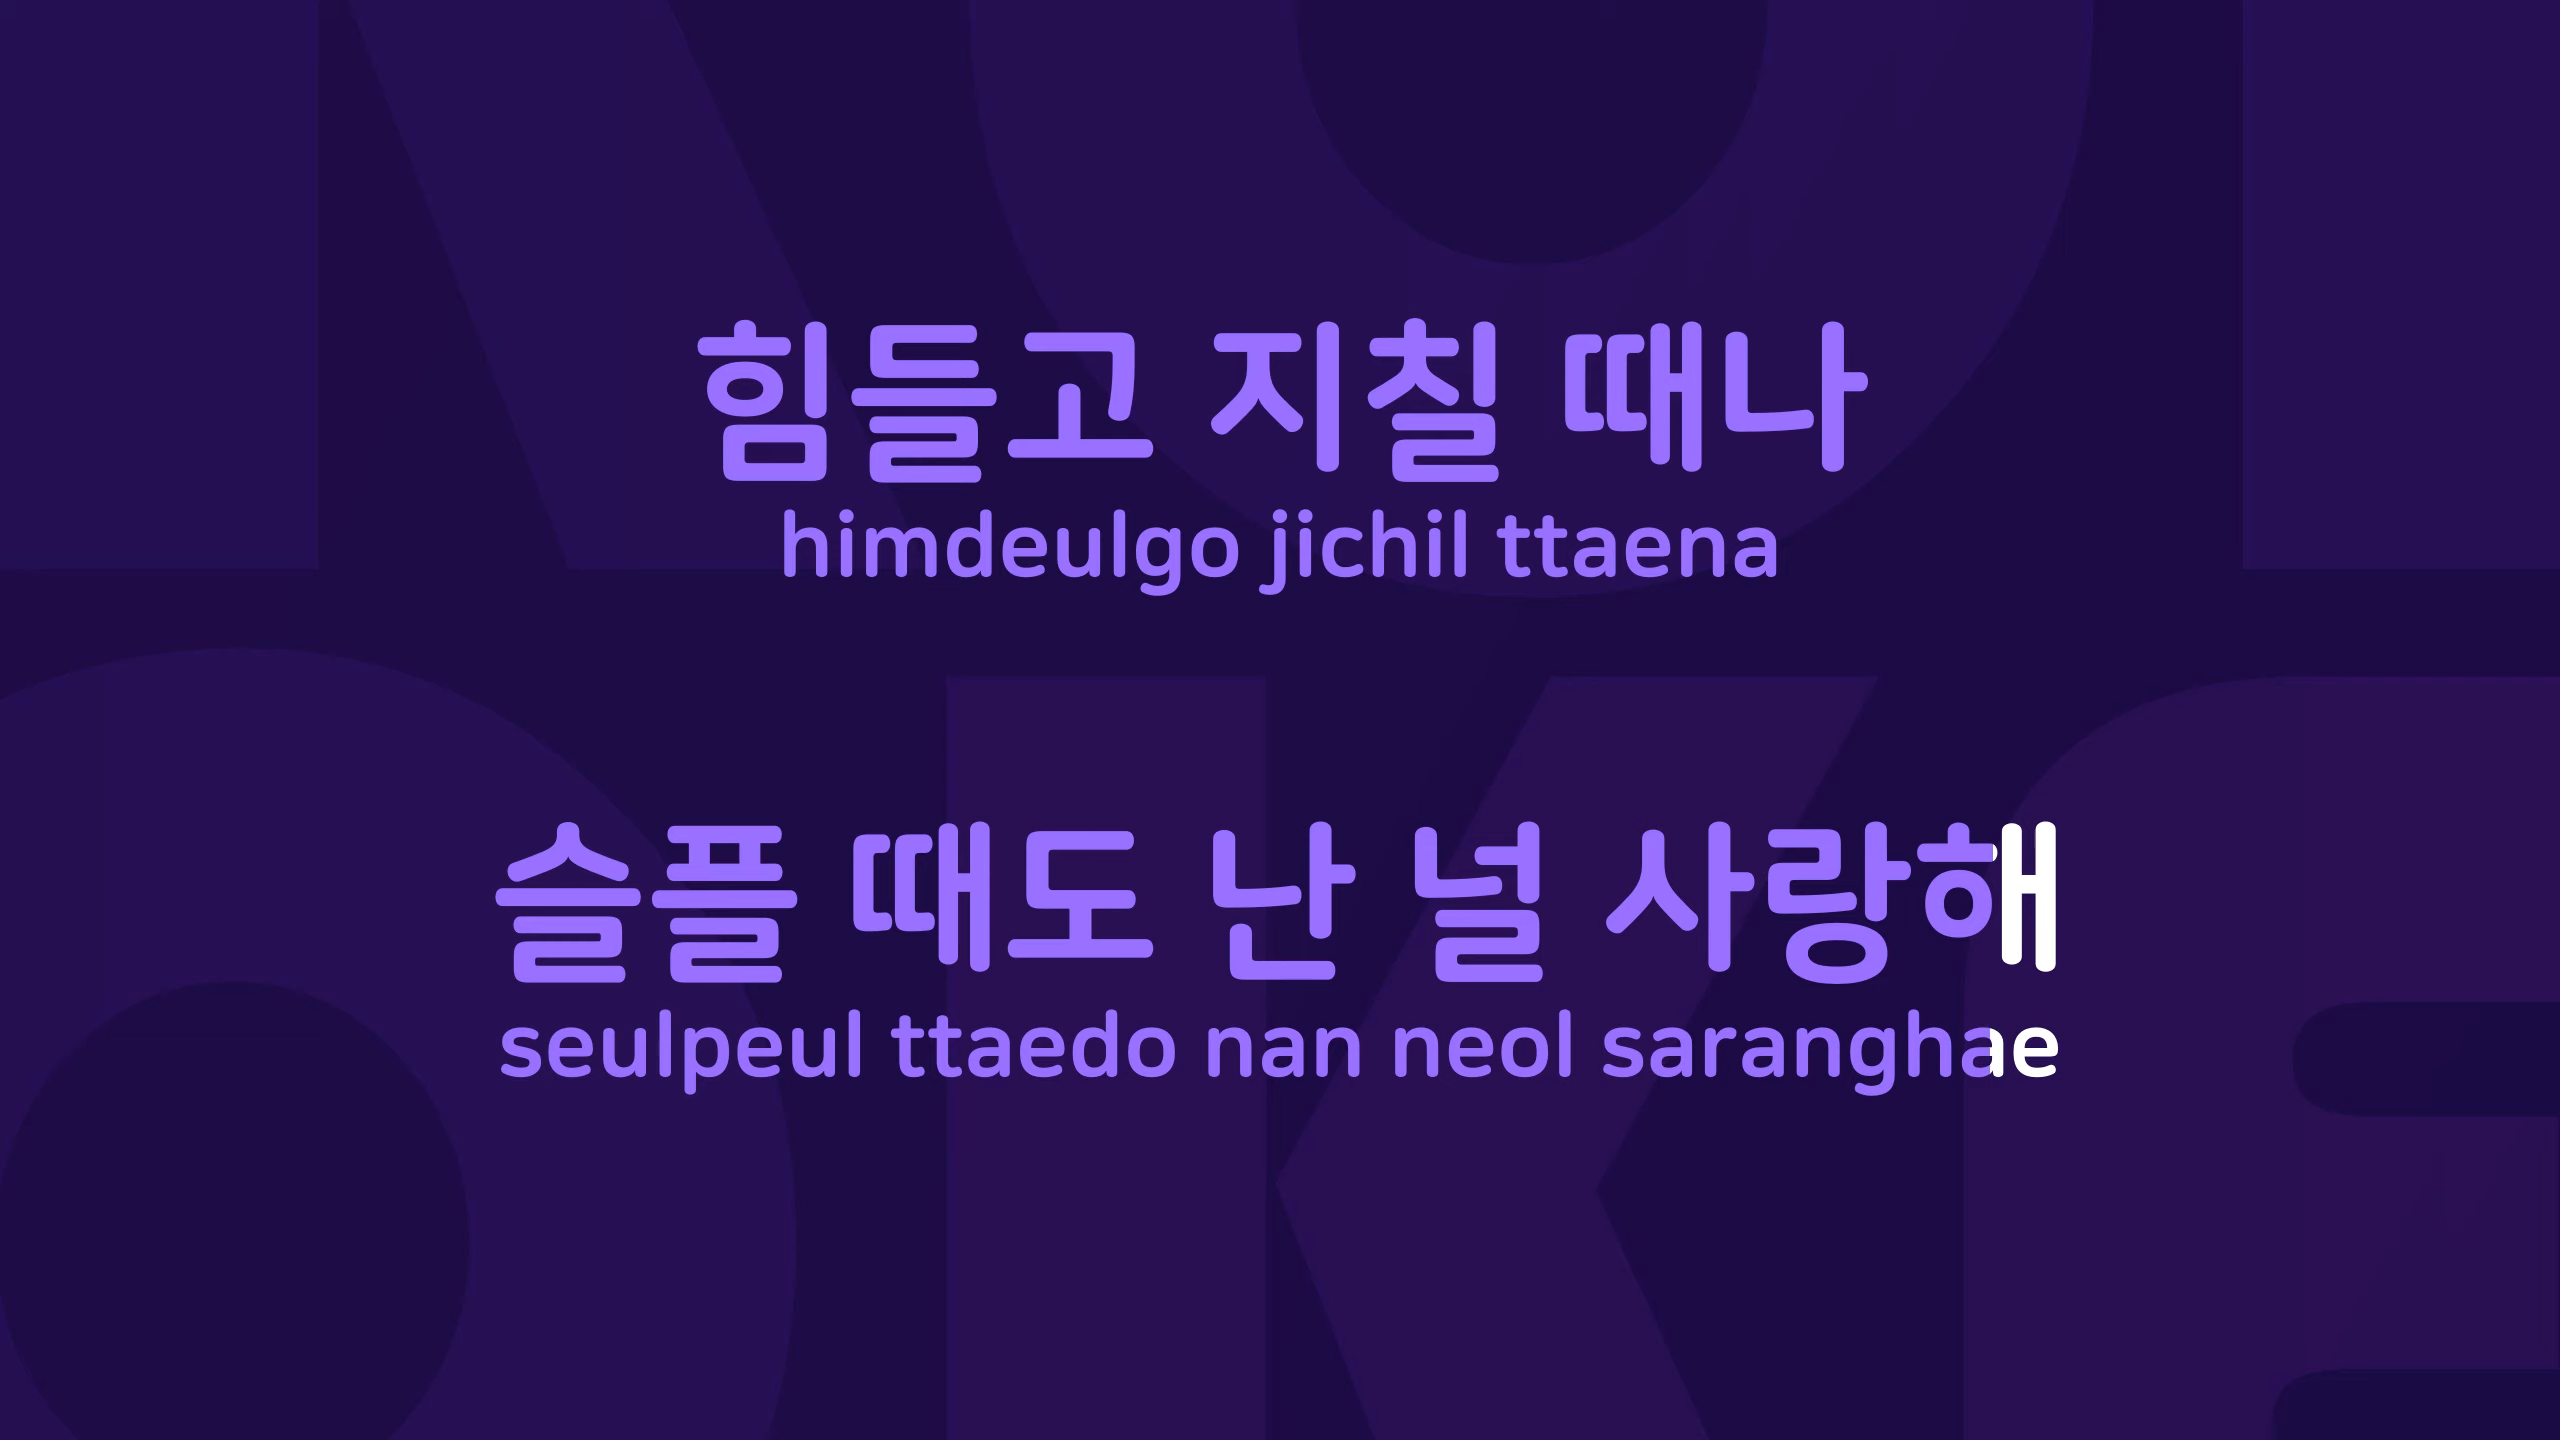 힘들고 지칠 때나
himdeulgo jichil ttaena
슬플 때도 난 널 사랑해
seulpeul ttaedo nan neol saranghae